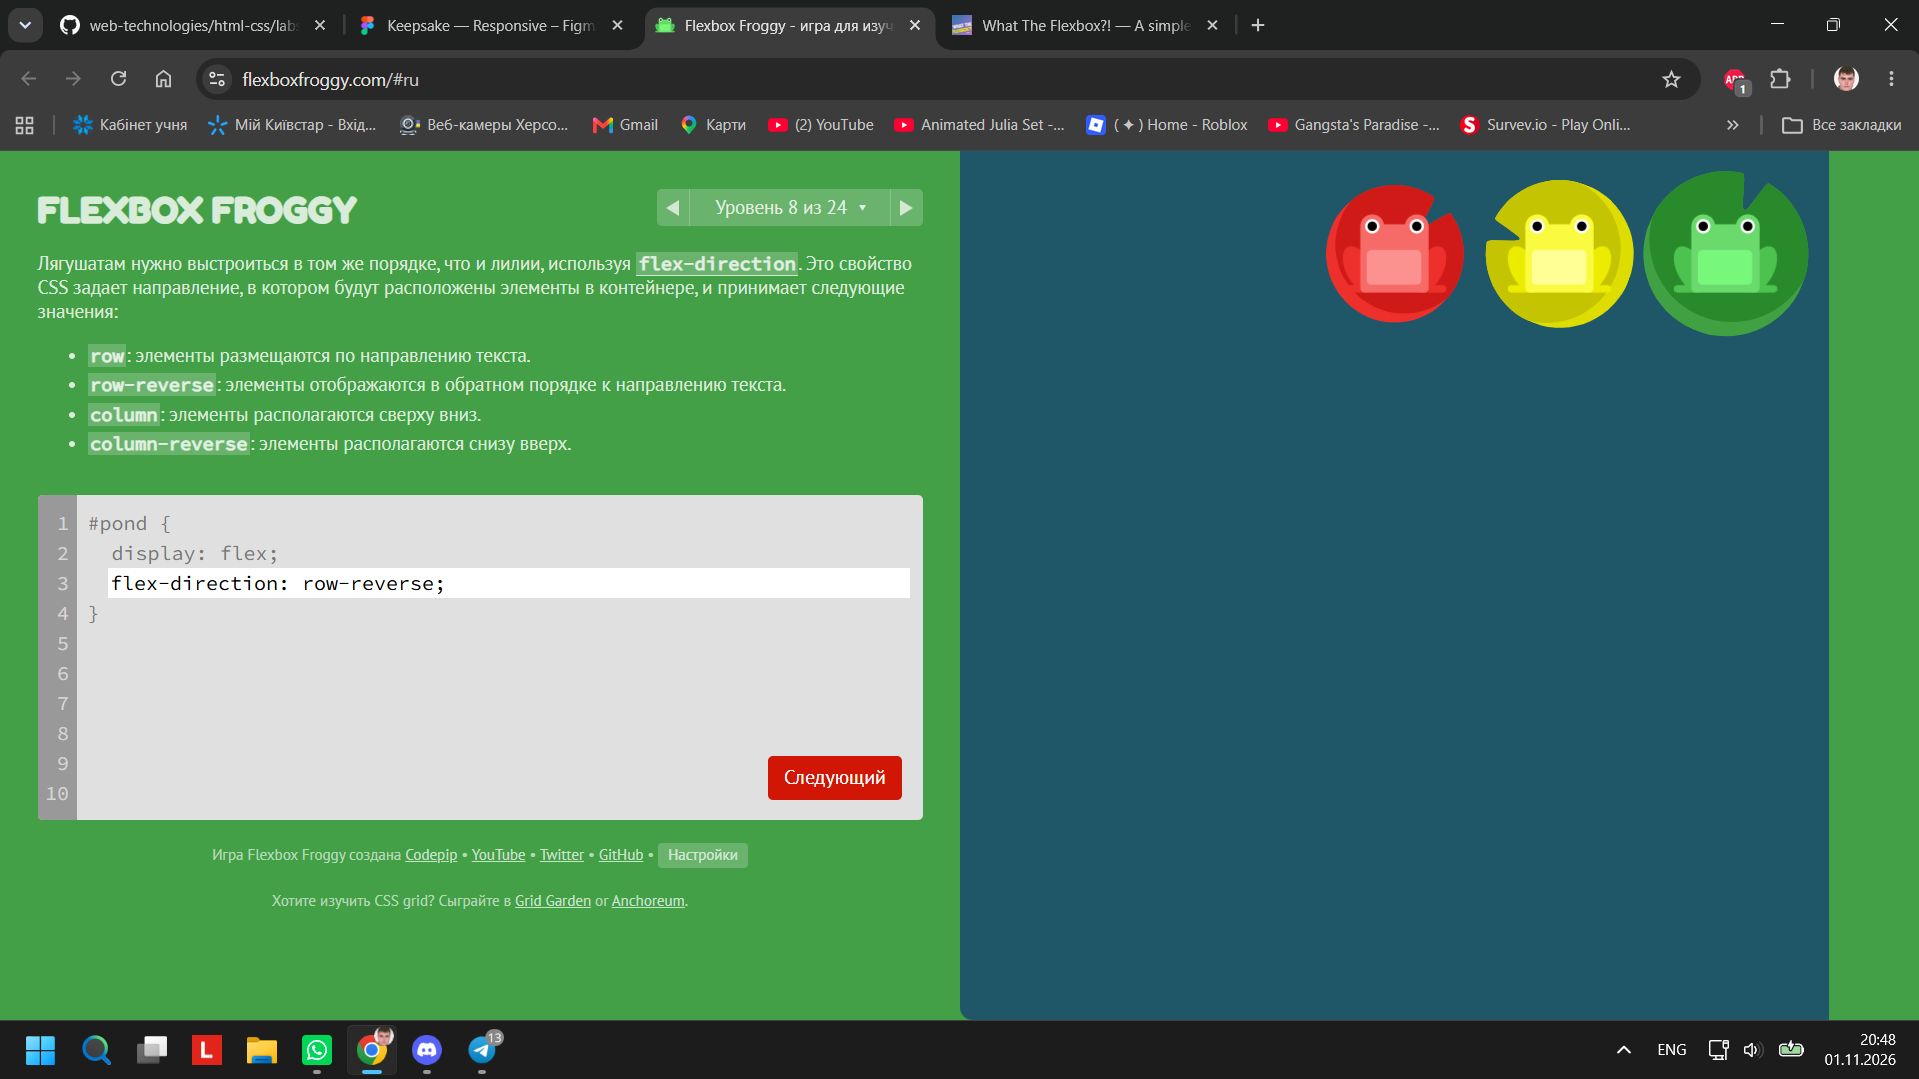 web-technologies/html-css/lab
Keepsake — Responsive – Figm
Flexbox Froggy - игра для изуч
What The Flexbox?! — A simple
flexboxfroggy.com/#ru
1
Кабінет учня
Мій Київстар - Вхід...
Веб-камеры Херсо...
Gmail
Карти
(2) YouTube
Animated Julia Set -...
( ✦ ) Home - Roblox
Gangsta's Paradise -...
Survev.io - Play Onli...
Все закладки
FLEXBOX FROGGY
Уровень 8 из 24
Лягушатам нужно выстроиться в том же порядке, что и лилии, используя flex-direction. Это свойство
CSS задает направление, в котором будут расположены элементы в контейнере, и принимает следующие
значения:
• row: элементы размещаются по направлению текста.
• row-reverse: элементы отображаются в обратном порядке к направлению текста.
• column: элементы располагаются сверху вниз.
• column-reverse: элементы располагаются снизу вверх.
1 #pond {
2 display: flex;
3 flex-direction: row-reverse;
4 }
5
6
7
8
9
10
Следующий
Игра Flexbox Froggy создана Codepip • YouTube • Twitter • GitHub • Настройки
Хотите изучить CSS grid? Сыграйте в Grid Garden or Anchoreum.
L
13
ENG
20:48
01.11.2026